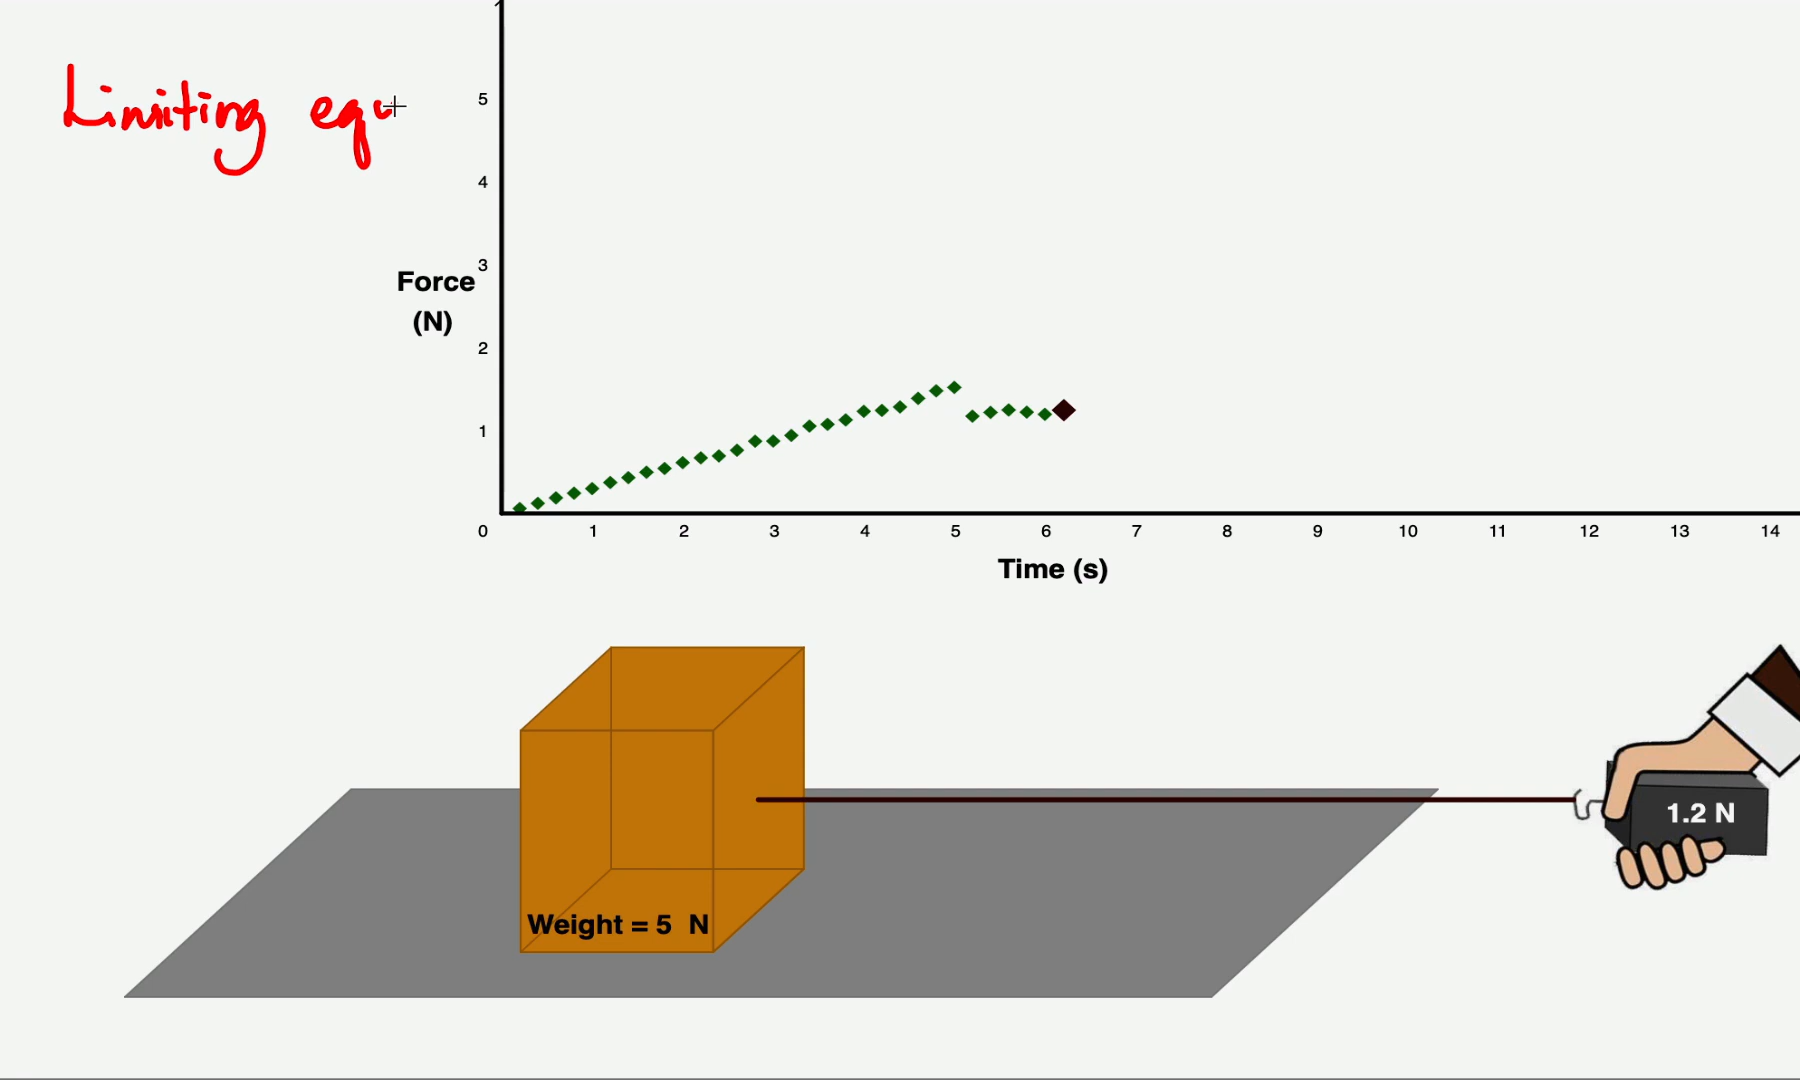 Limiting equ
5
4
3
Force
(N)
2
1
0 1 2 3 4 5 6 7 8 9 10 11 12 13 14
Time (s)
1.2 N
Weight = 5 N